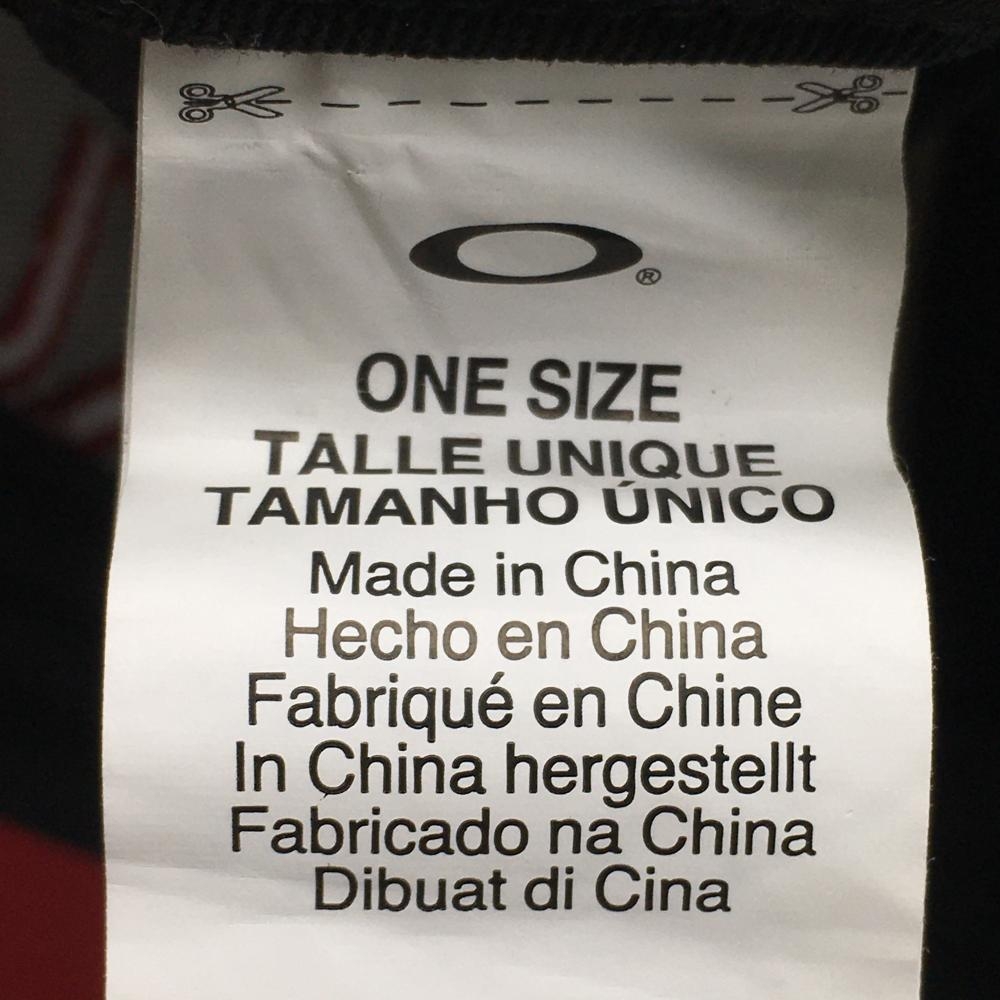 ®
ONE SIZE
TALLE UNIQUE
TAMANHO ÚNICO
Made in China
Hecho en China
Fabriqué en Chine
In China hergestellt
Fabricado na China
Dibuat di Cina